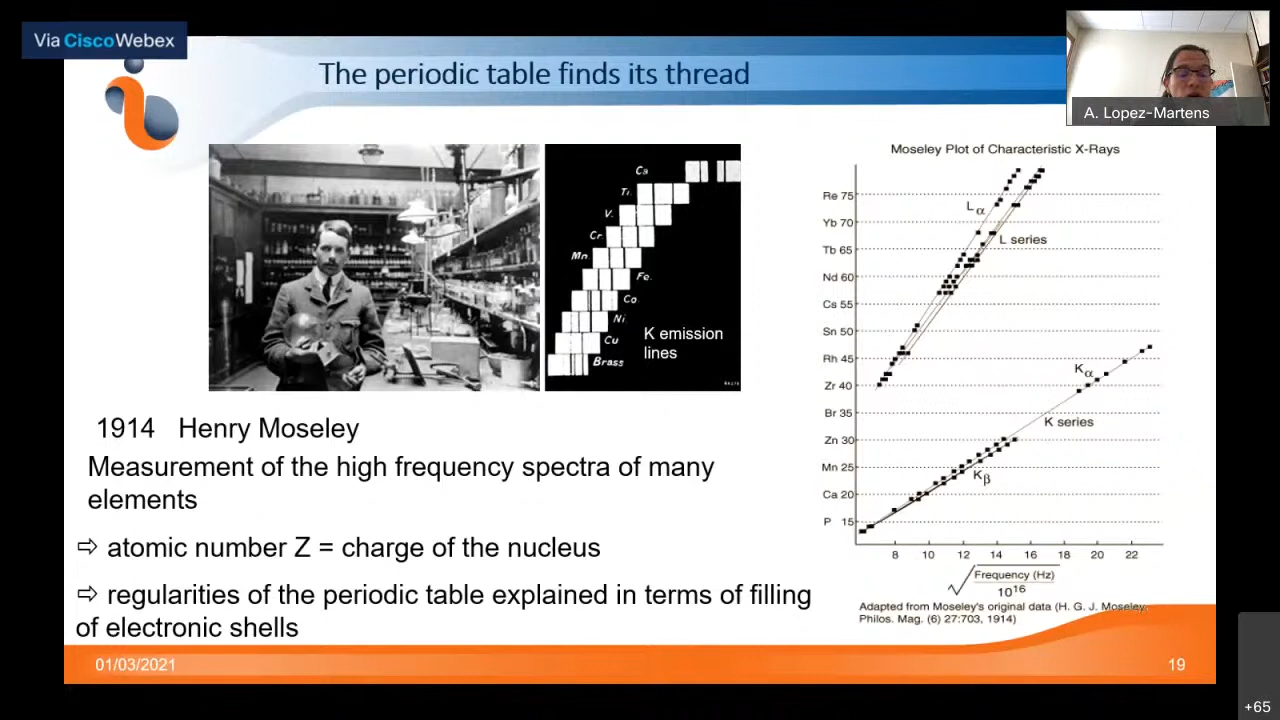 Via CiscoWebex
The periodic table finds its thread
A. Lopez-Martens
Ca
Ti.
V.
Cr.
Mn.
Fe.
Co.
Ni.
Cu
Brass
K emission
lines
1914 Henry Moseley
Measurement of the high frequency spectra of many
elements
⇨ atomic number Z = charge of the nucleus
⇨ regularities of the periodic table explained in terms of filling
of electronic shells
Moseley Plot of Characteristic X-Rays
Re 75
Yb 70
Tb 65
Nd 60
Cs 55
Sn 50
Rh 45
Zr 40
Br 35
Zn 30
Mn 25
Ca 20
P 15
Lα
L series
Kα
K series
Kβ
8 10 12 14 16 18 20 22
√ Frequency (Hz)
10¹⁶
Adapted from Moseley's original data (H. G. J. Moseley,
Philos. Mag. (6) 27:703, 1914)
01/03/2021
19
+65